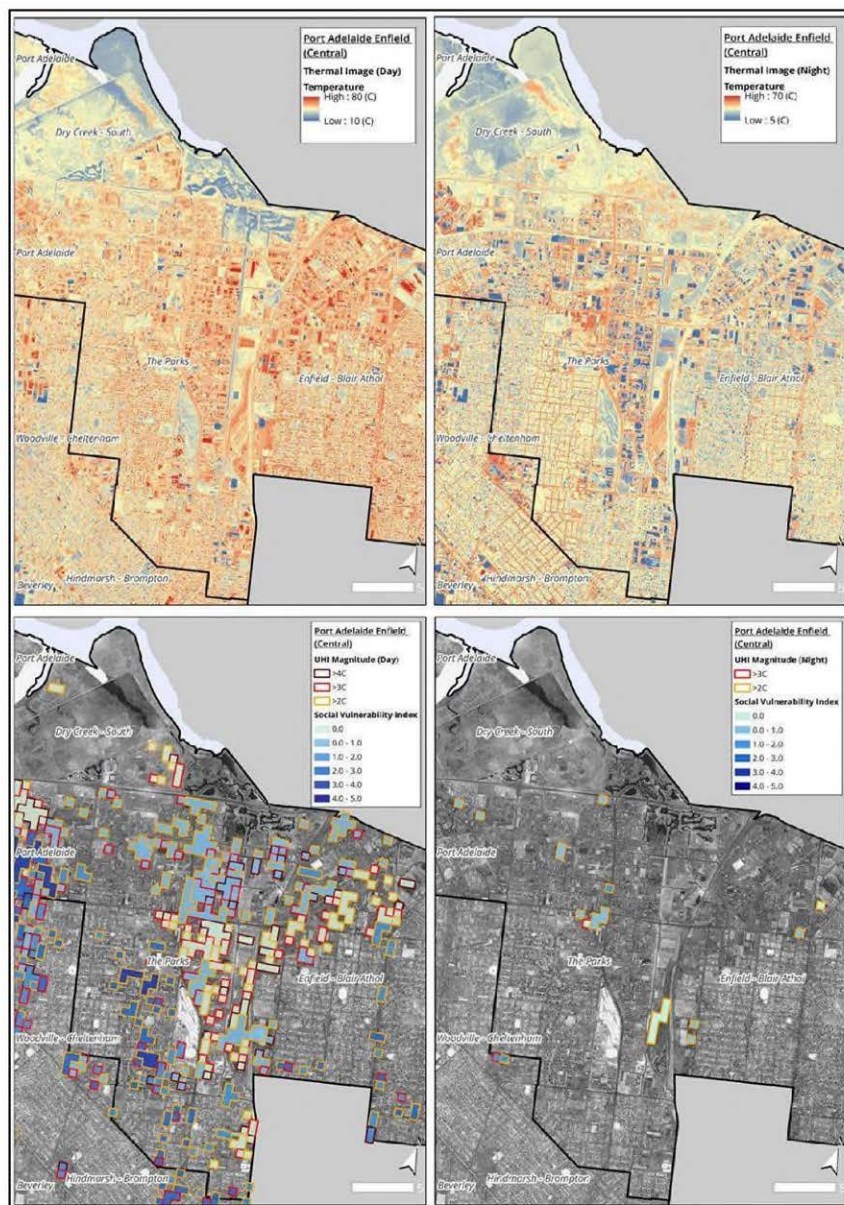 Port Adelaide Enfield
(Central)
Thermal Image (Day)
Temperature
High : 80 (C)
Low : 10 (C)
Port Adelaide
Dry Creek - South
Port Adelaide
The Parks
Enfield - Blair Athol
Woodville - Cheltenham
Beverley
Hindmarsh - Brompton
Port Adelaide Enfield
(Central)
Thermal Image (Night)
Temperature
High : 70 (C)
Low : 5 (C)
Port Adelaide
Dry Creek - South
Port Adelaide
The Parks
Enfield - Blair Athol
Woodville - Cheltenham
Beverley
Hindmarsh - Brompton
Port Adelaide Enfield
(Central)
UHI Magnitude (Day)
>4C
>3C
>2C
Social Vulnerability Index
0.0
0.0 - 1.0
1.0 - 2.0
2.0 - 3.0
3.0 - 4.0
4.0 - 5.0
Port Adelaide
Dry Creek - South
Port Adelaide
The Parks
Enfield - Blair Athol
Woodville - Cheltenham
Beverley
Hindmarsh - Brompton
Port Adelaide Enfield
(Central)
UHI Magnitude (Night)
>3C
>2C
Social Vulnerability Index
0.0
0.0 - 1.0
1.0 - 2.0
2.0 - 3.0
3.0 - 4.0
4.0 - 5.0
Port Adelaide
Dry Creek - South
Port Adelaide
The Parks
Enfield - Blair Athol
Woodville - Cheltenham
Beverley
Hindmarsh - Brompton